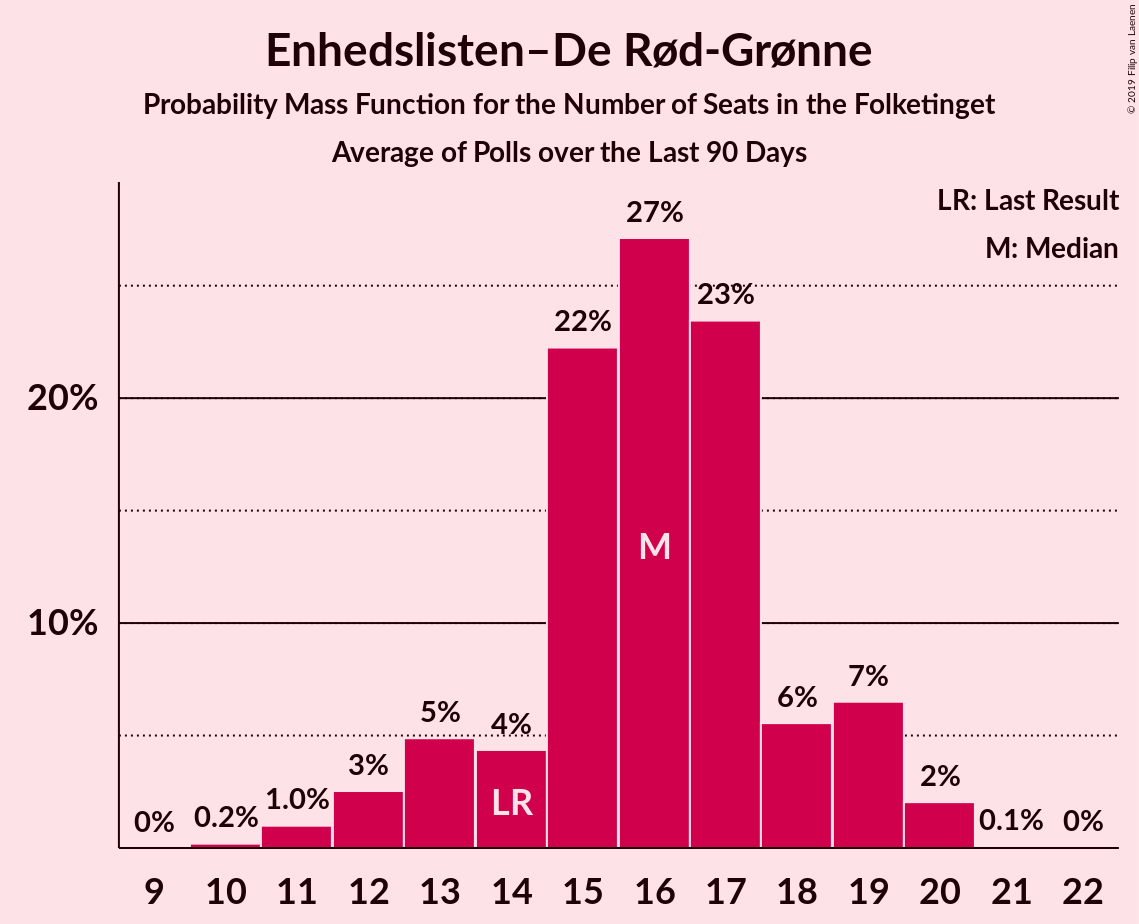 Enhedslisten–De Rød-Grønne
Probability Mass Function for the Number of Seats in the Folketinget
Average of Polls over the Last 90 Days
© 2019 Filip van Laenen
LR: Last Result
M: Median
27%
23%
22%
20%
M
10%
7%
6%
5%
4%
3%
2%
LR
1.0%
0.2%
0%
0.1%
0%
9 10 11 12 13 14 15 16 17 18 19 20 21 22